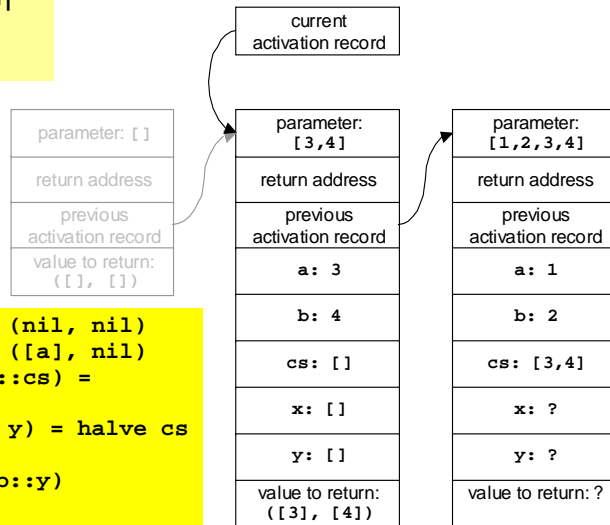 current
activation record
parameter: []
return address
previous
activation record
value to return:
([], [])
parameter:
[3,4]
return address
previous
activation record
a: 3
b: 4
cs: []
x: []
y: []
value to return:
([3], [4])
parameter:
[1,2,3,4]
return address
previous
activation record
a: 1
b: 2
cs: [3,4]
x: ?
y: ?
value to return: ?
(nil, nil)
([a], nil)
::cs) =
y) = halve cs
::y)